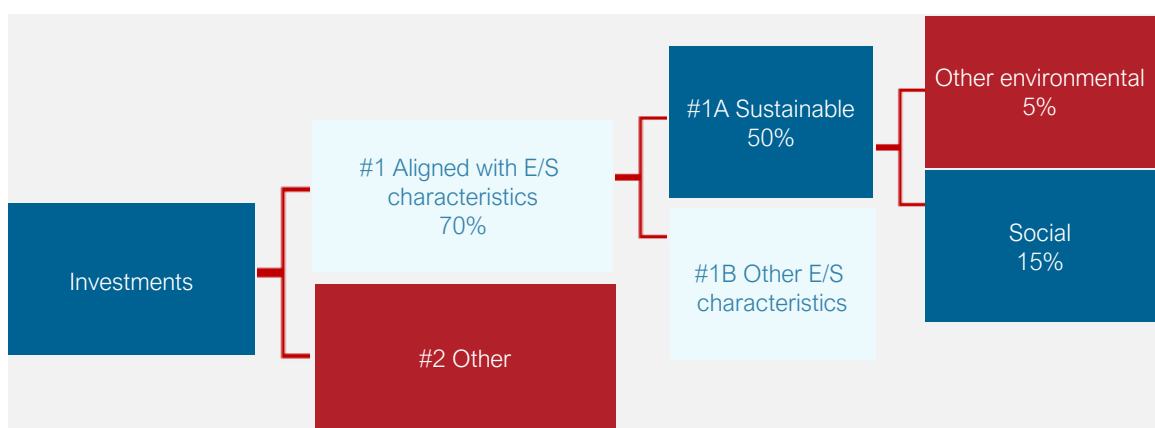 Investments
#1 Aligned with E/S
characteristics
70%
#2 Other
#1A Sustainable
50%
#1B Other E/S
characteristics
Other environmental
5%
Social
15%